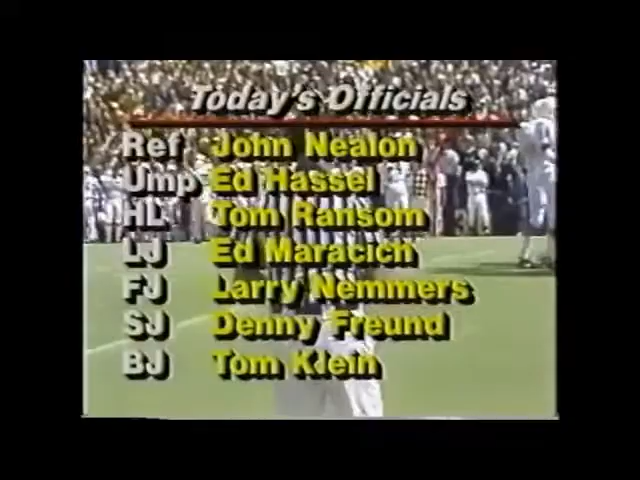 Today's Officials
Ref John Nealon
Ump Ed Hassel
HL Tom Ransom
LJ Ed Maracich
FJ Larry Nemmers
SJ Denny Freund
BJ Tom Klein